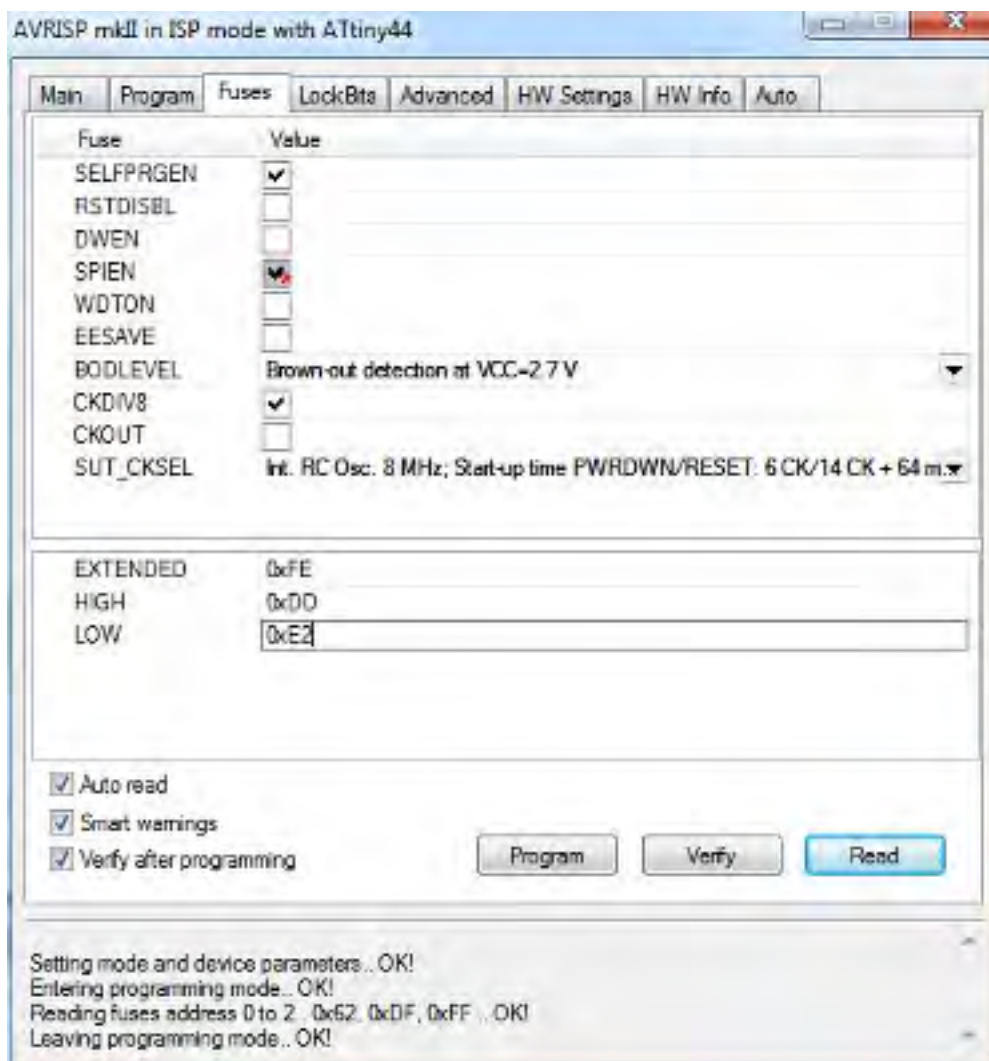 AVRISP mkII in ISP mode with ATtiny44
Main Program Fuses LockBits Advanced HW Settings HW Info Auto
Fuse Value
SELFPRGEN
RSTDISBL
DWEN
SPIEN
WDTON
EESAVE
BODLEVEL Brown-out detection at VCC=2.7 V
CKDIV8
CKOUT
SUT_CKSEL Int. RC Osc. 8 MHz; Start-up time PWRDWN/RESET: 6 CK/14 CK + 64 m...
EXTENDED 0xFE
HIGH 0xDD
LOW 0xE2
Auto read
Smart warnings
Verify after programming
Program Verify Read
Setting mode and device parameters.. OK!
Entering programming mode.. OK!
Reading fuses address 0 to 2.. 0x62, 0xDF, 0xFF .. OK!
Leaving programming mode.. OK!